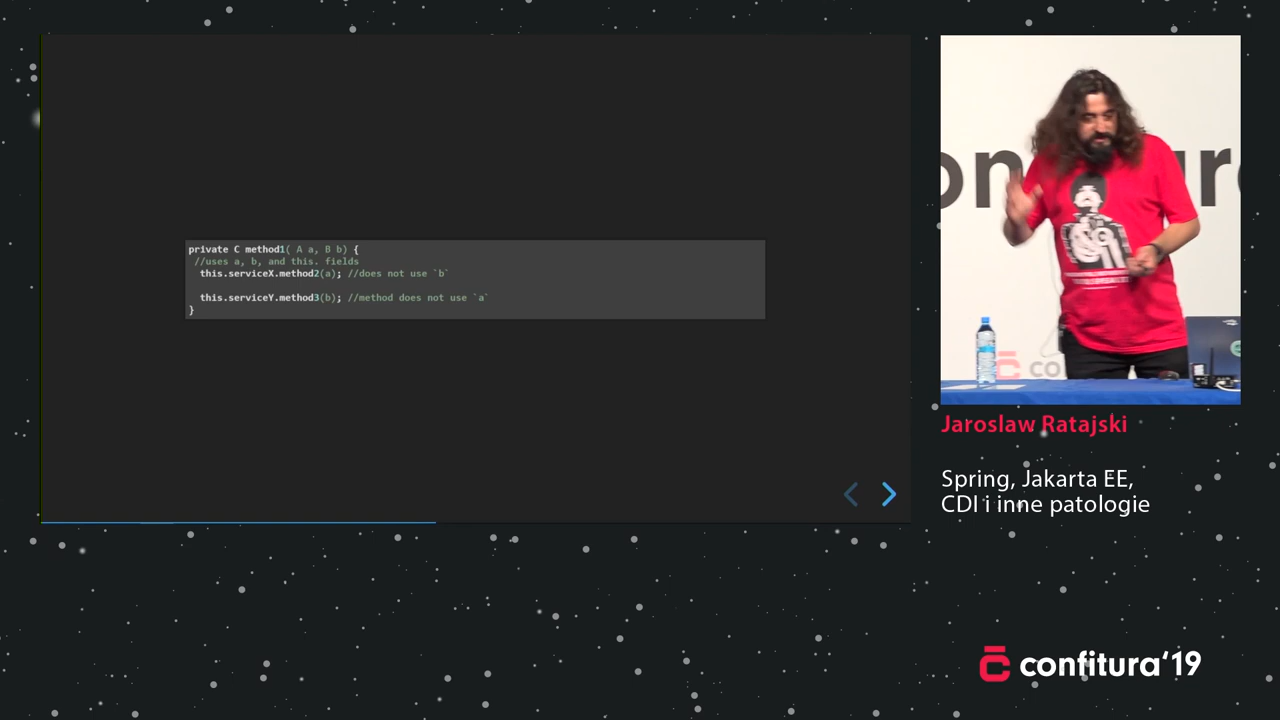 private C method1( A a, B b) {
//uses a, b, and this. fields
this.serviceX.method2(a); //does not use `b`
this.serviceY.method3(b); //method does not use `a`
}
Jaroslaw Ratajski
Spring, Jakarta EE,
CDI i inne patologie
confitura‘19